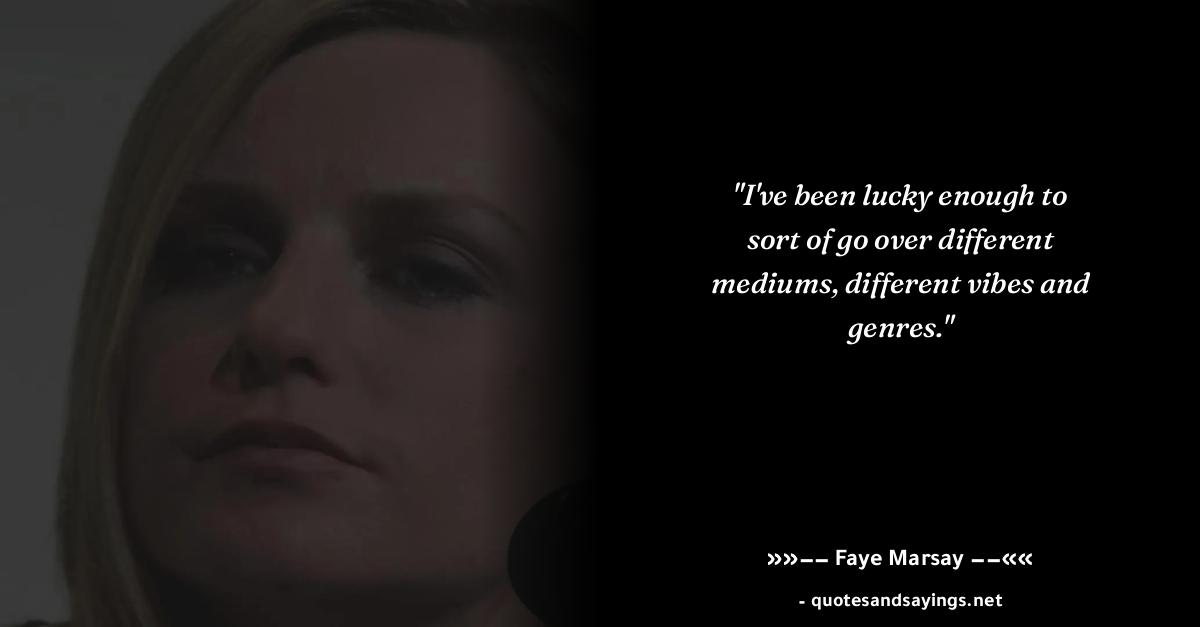 "I've been lucky enough to
sort of go over different
mediums, different vibes and
genres."
»»−− Faye Marsay −−««
- quotesandsayings.net